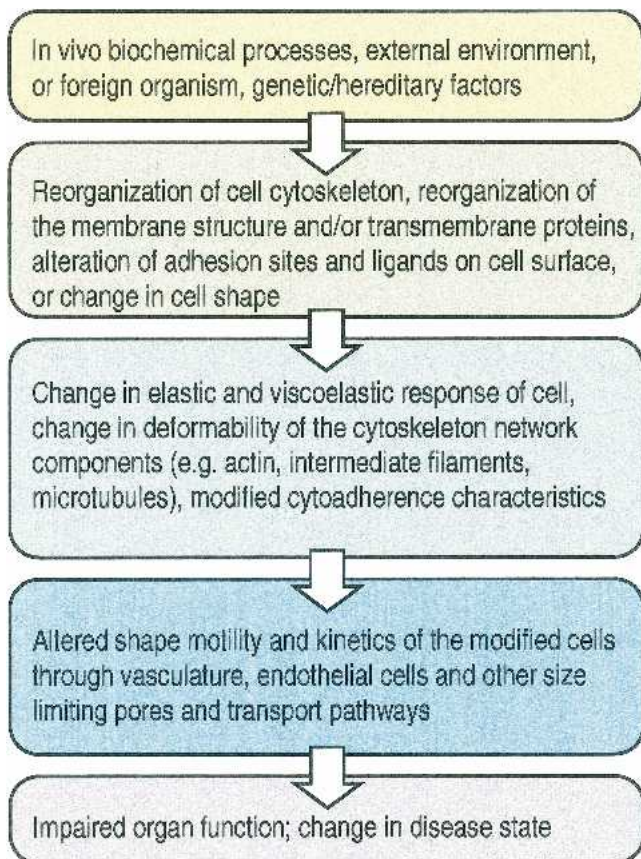 In vivo biochemical processes, external environment,
or foreign organism, genetic/hereditary factors
Reorganization of cell cytoskeleton, reorganization of
the membrane structure and/or transmembrane proteins,
alteration of adhesion sites and ligands on cell surface,
or change in cell shape
Change in elastic and viscoelastic response of cell,
change in deformability of the cytoskeleton network
components (e.g. actin, intermediate filaments,
microtubules), modified cytoadherence characteristics
Altered shape motility and kinetics of the modified cells
through vasculature, endothelial cells and other size
limiting pores and transport pathways
Impaired organ function; change in disease state